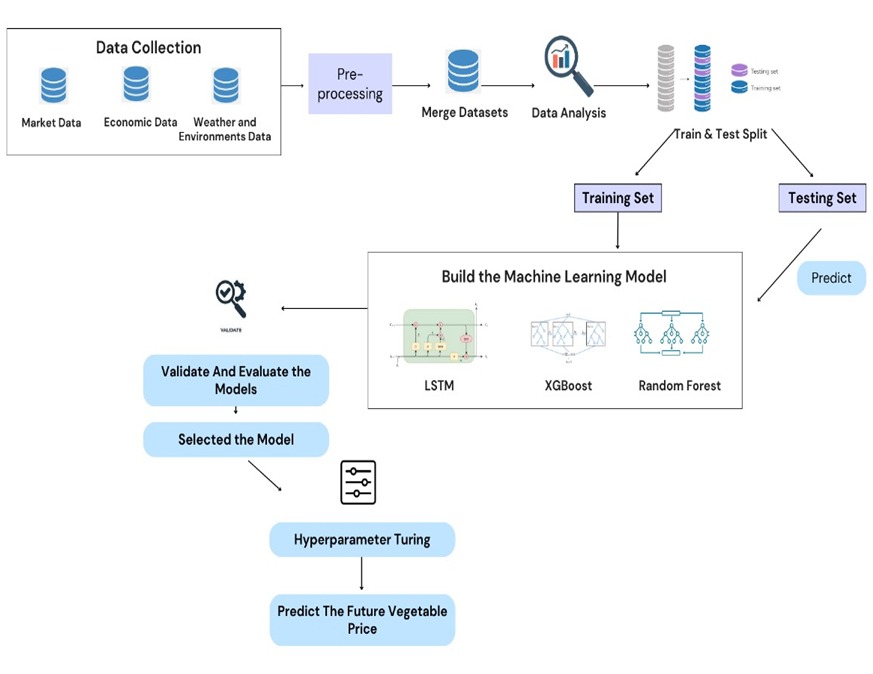 Data Collection
Market Data
Economic Data
Weather and
Environments Data
Pre-
processing
Merge Datasets
Data Analysis
Testing set
Training set
Train & Test Split
Training Set
Testing Set
Predict
Build the Machine Learning Model
LSTM
XGBoost
Random Forest
VALIDATE
Validate And Evaluate the
Models
Selected the Model
Hyperparameter Turing
Predict The Future Vegetable
Price